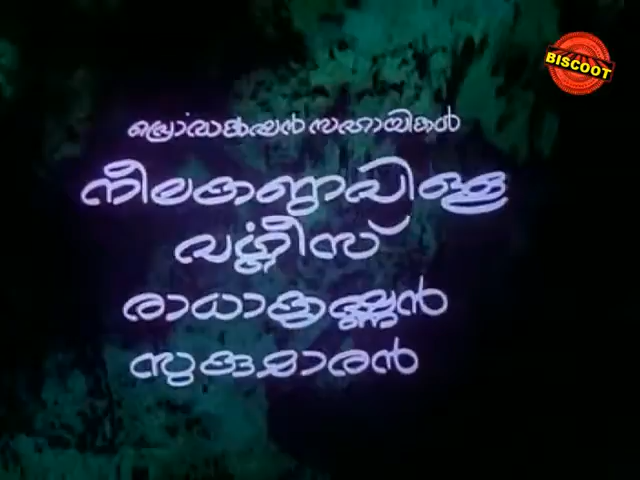 BISCOOT
പ്രൊഡക്ഷൻ സഹായികൾ
നീലകണ്ഠപിള്ള
വർഗ്ഗീസ്
രാധാകൃഷ്ണൻ
സുകുമാരൻ